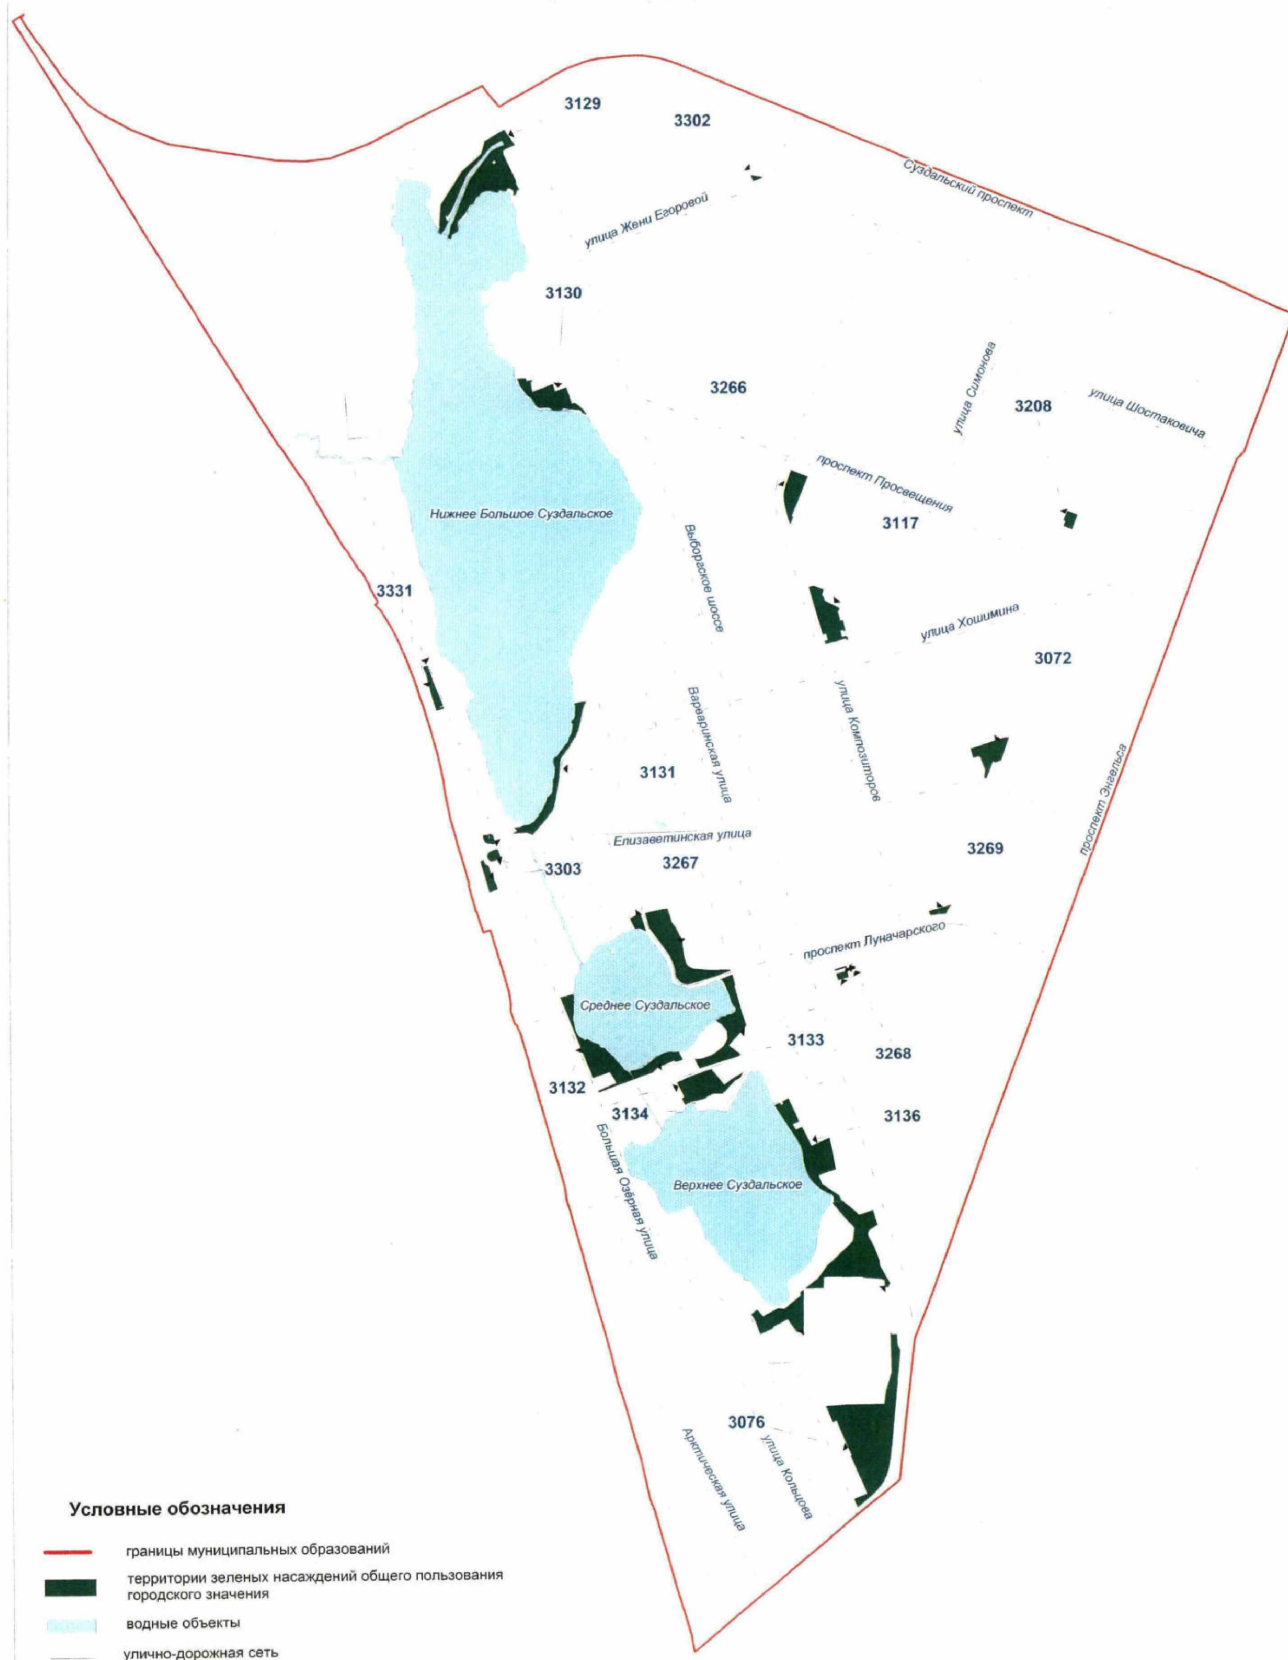 3129
3302
Суздальский проспект
улица Жени Егоровой
3130
3266
улица Симонова
3208
улица Шостаковича
проспект Просвещения
Нижнее Большое Суздальское
3117
Выборгское шоссе
3331
улица Хошимина
3072
Варваринская улица
улица Композиторов
3131
проспект Энгельса
Елизаветинская улица
3303
3267
3269
проспект Луначарского
Среднее Суздальское
3133
3268
3132
3134
3136
Большая Озёрная улица
Верхнее Суздальское
3076
Арктическая улица
улица Кольцова
Условные обозначения
границы муниципальных образований
территории зеленых насаждений общего пользования
городского значения
водные объекты
улично-дорожная сеть